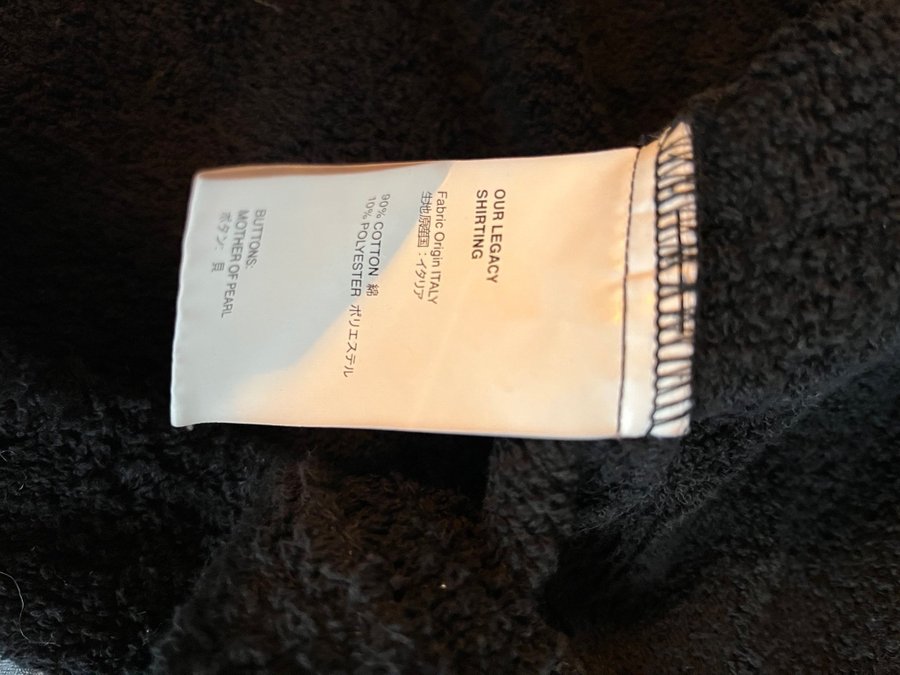 OUR LEGACY
SHIRTING
Fabric Origin ITALY
生地原産国：イタリア
90% COTTON 綿
10% POLYESTER ポリエステル
BUTTONS:
MOTHER OF PEARL
ボタン: 貝